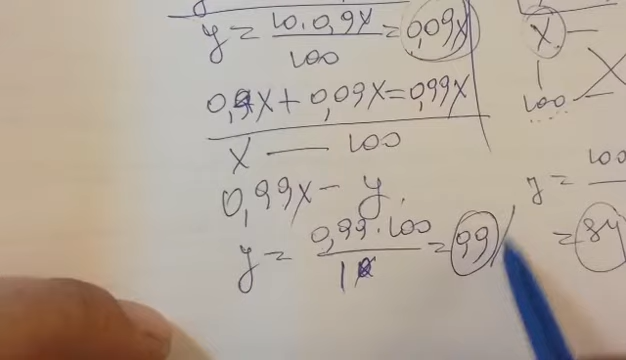 y = 10 · 0,9x / 100 = 0,09x
0,9x + 0,09x = 0,99x
x — 100
0,99x — y.
y = 0,99 · 100 / 1 = 99 /
x —
100 —
y = 100
= 84